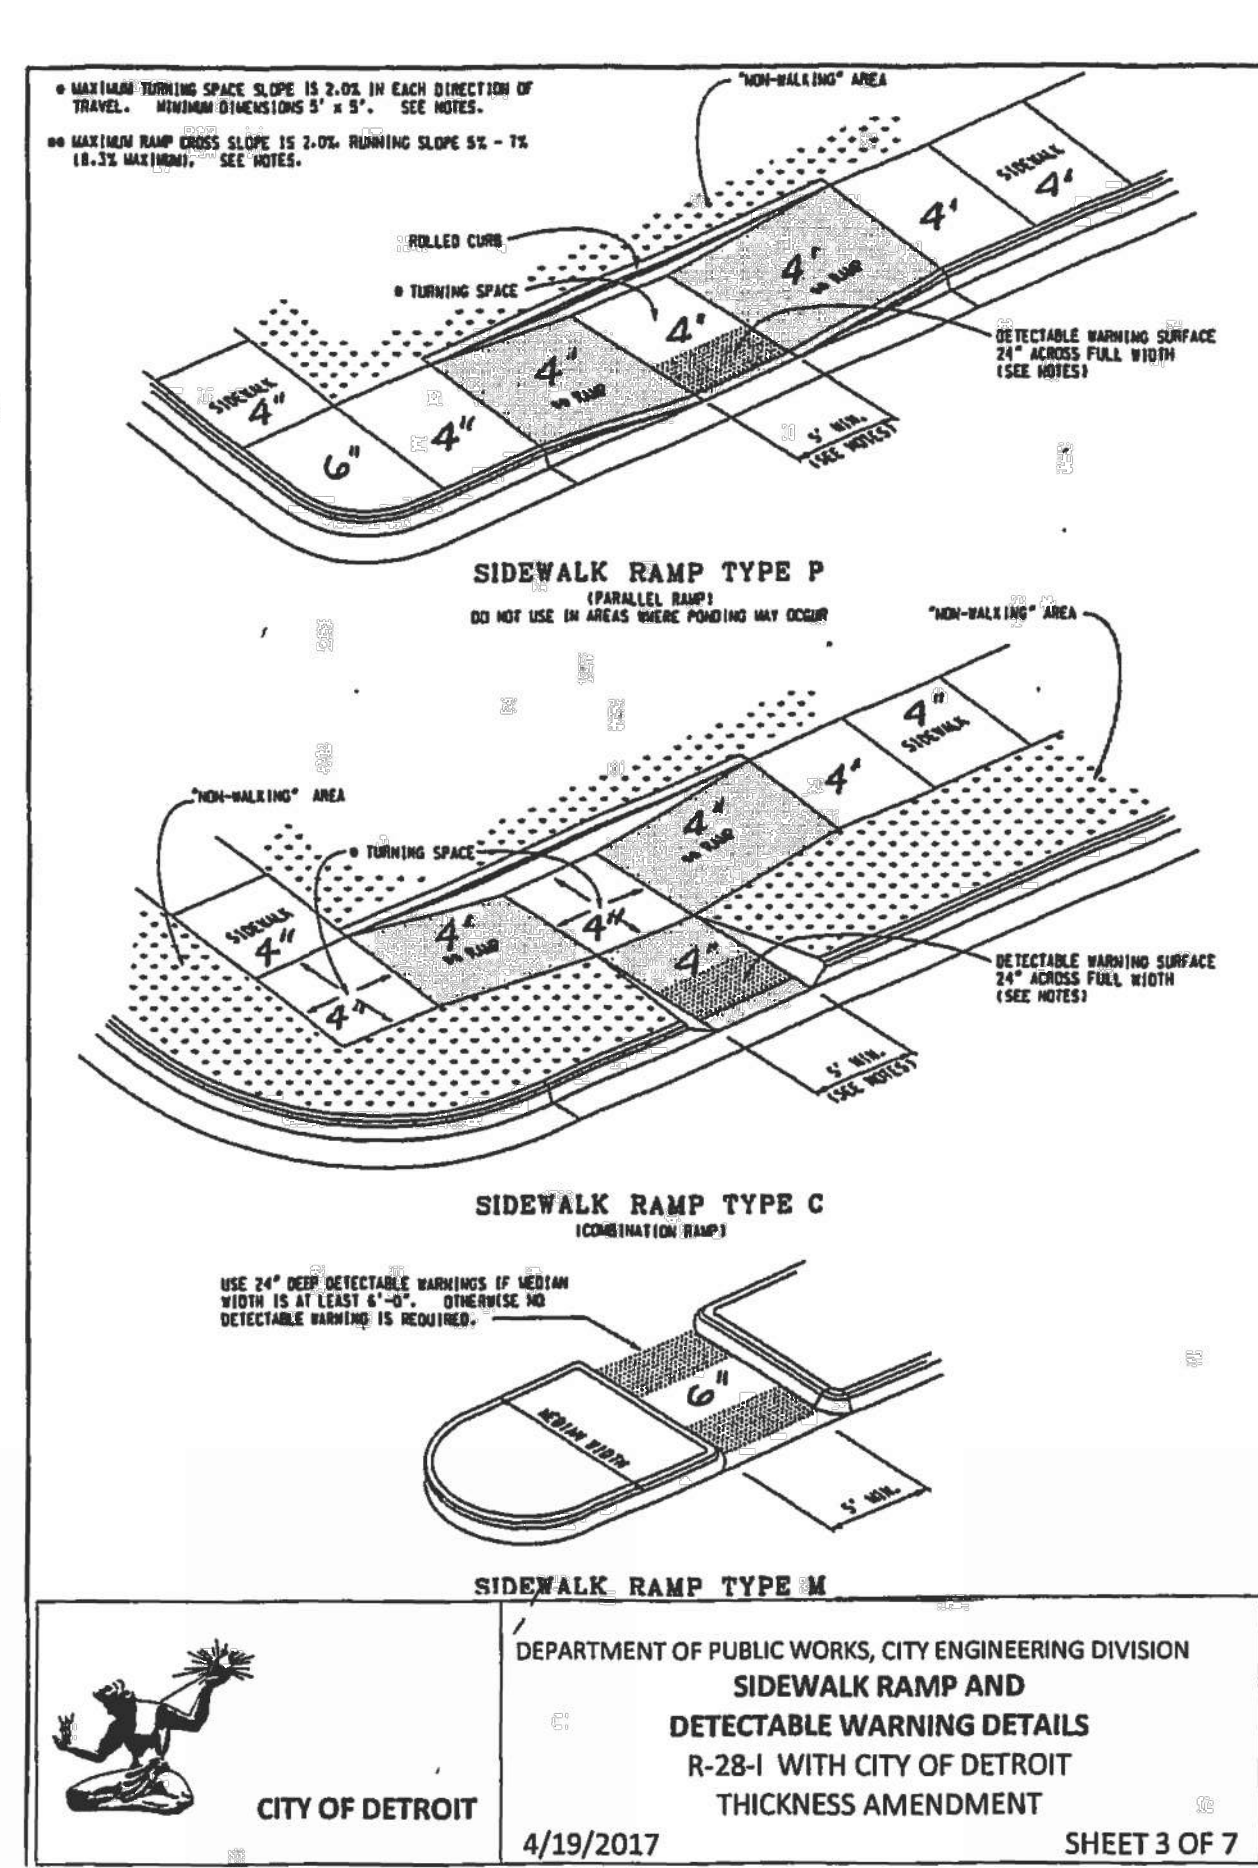 * MAXIMUM TURNING SPACE SLOPE IS 2.0% IN EACH DIRECTION OF
TRAVEL. MINIMUM DIMENSIONS 5' x 5'. SEE NOTES.
** MAXIMUM RAMP CROSS SLOPE IS 2.0%. RUNNING SLOPE 5% - 7%
(8.3% MAXIMUM). SEE NOTES.
"NON-WALKING" AREA
SIDEWALK
4"
4"
ROLLED CURB
4"
** RAMP
* TURNING SPACE
4"
DETECTABLE WARNING SURFACE
24" ACROSS FULL WIDTH
(SEE NOTES)
4"
** RAMP
SIDEWALK
4"
4"
6"
5' MIN.
(SEE NOTES)
SIDEWALK RAMP TYPE P
(PARALLEL RAMP)
DO NOT USE IN AREAS WHERE PONDING MAY OCCUR
"NON-WALKING" AREA
4"
SIDEWALK
4"
"NON-WALKING" AREA
4"
** RAMP
* TURNING SPACE
SIDEWALK
4"
4"
** RAMP
4"
4"
4"
DETECTABLE WARNING SURFACE
24" ACROSS FULL WIDTH
(SEE NOTES)
5' MIN.
(SEE NOTES)
SIDEWALK RAMP TYPE C
(COMBINATION RAMP)
USE 24" DEEP DETECTABLE WARNINGS IF MEDIAN
WIDTH IS AT LEAST 6'-0". OTHERWISE NO
DETECTABLE WARNING IS REQUIRED.
6"
MEDIAN WIDTH
5' MIN.
SIDEWALK RAMP TYPE M
DEPARTMENT OF PUBLIC WORKS, CITY ENGINEERING DIVISION
SIDEWALK RAMP AND
DETECTABLE WARNING DETAILS
R-28-I WITH CITY OF DETROIT
THICKNESS AMENDMENT
CITY OF DETROIT
4/19/2017
SHEET 3 OF 7